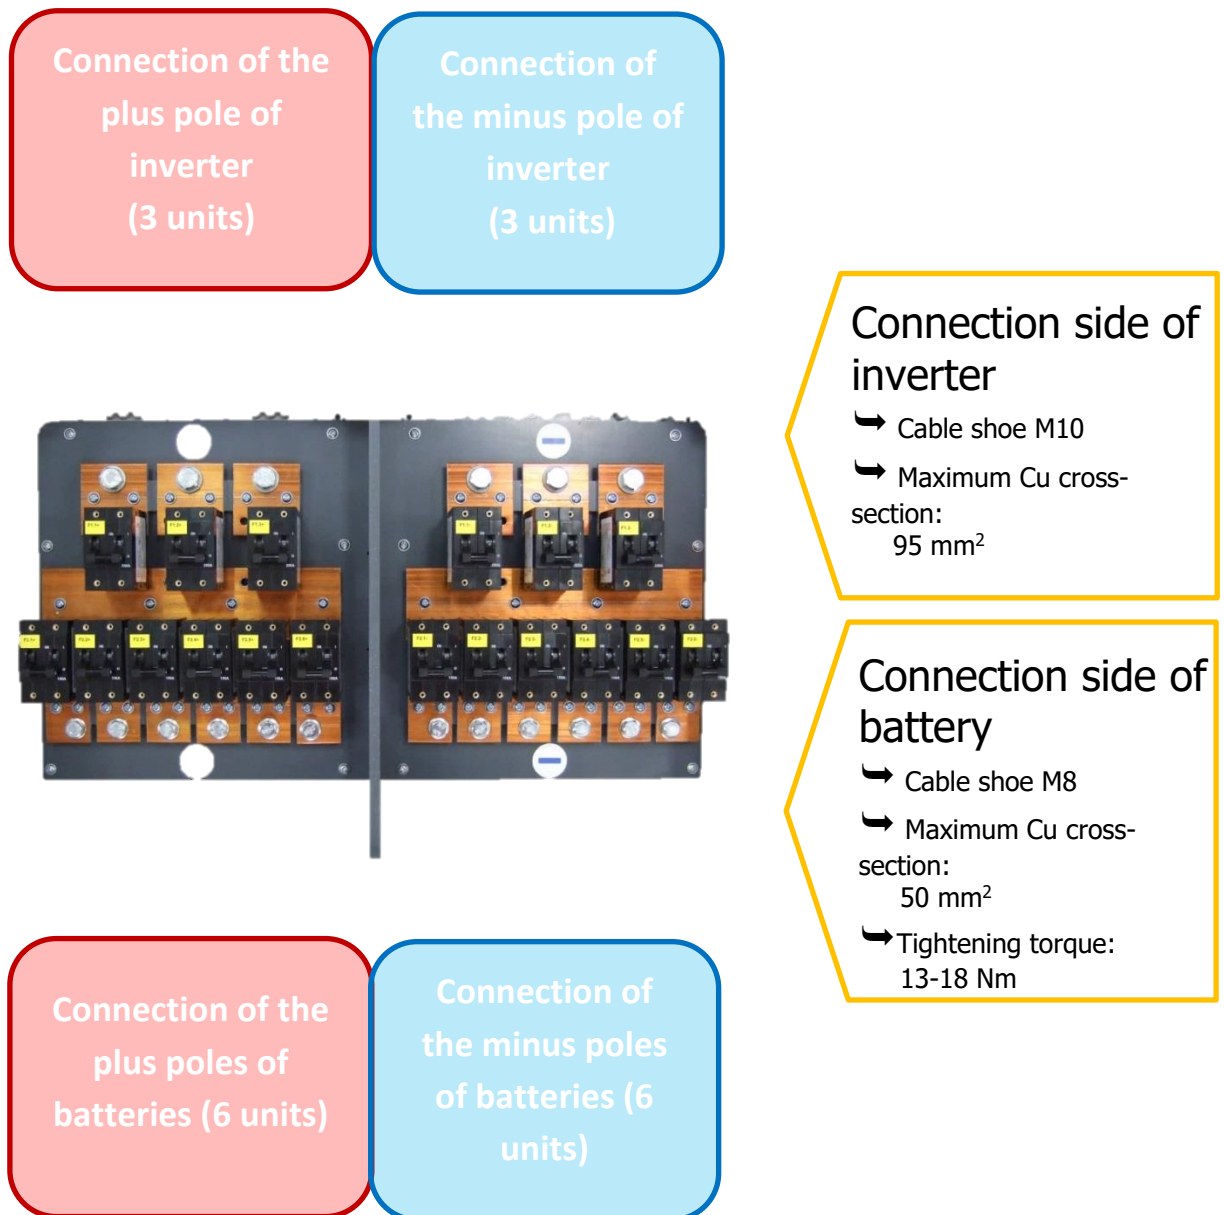 Connection of the
plus pole of
inverter
(3 units)
Connection of
the minus pole of
inverter
(3 units)
Connection side of
inverter
➥ Cable shoe M10
➥ Maximum Cu cross-
section:
95 mm²
Connection side of
battery
➥ Cable shoe M8
➥ Maximum Cu cross-
section:
50 mm²
➥Tightening torque:
13-18 Nm
Connection of the
plus poles of
batteries (6 units)
Connection of
the minus poles
of batteries (6
units)